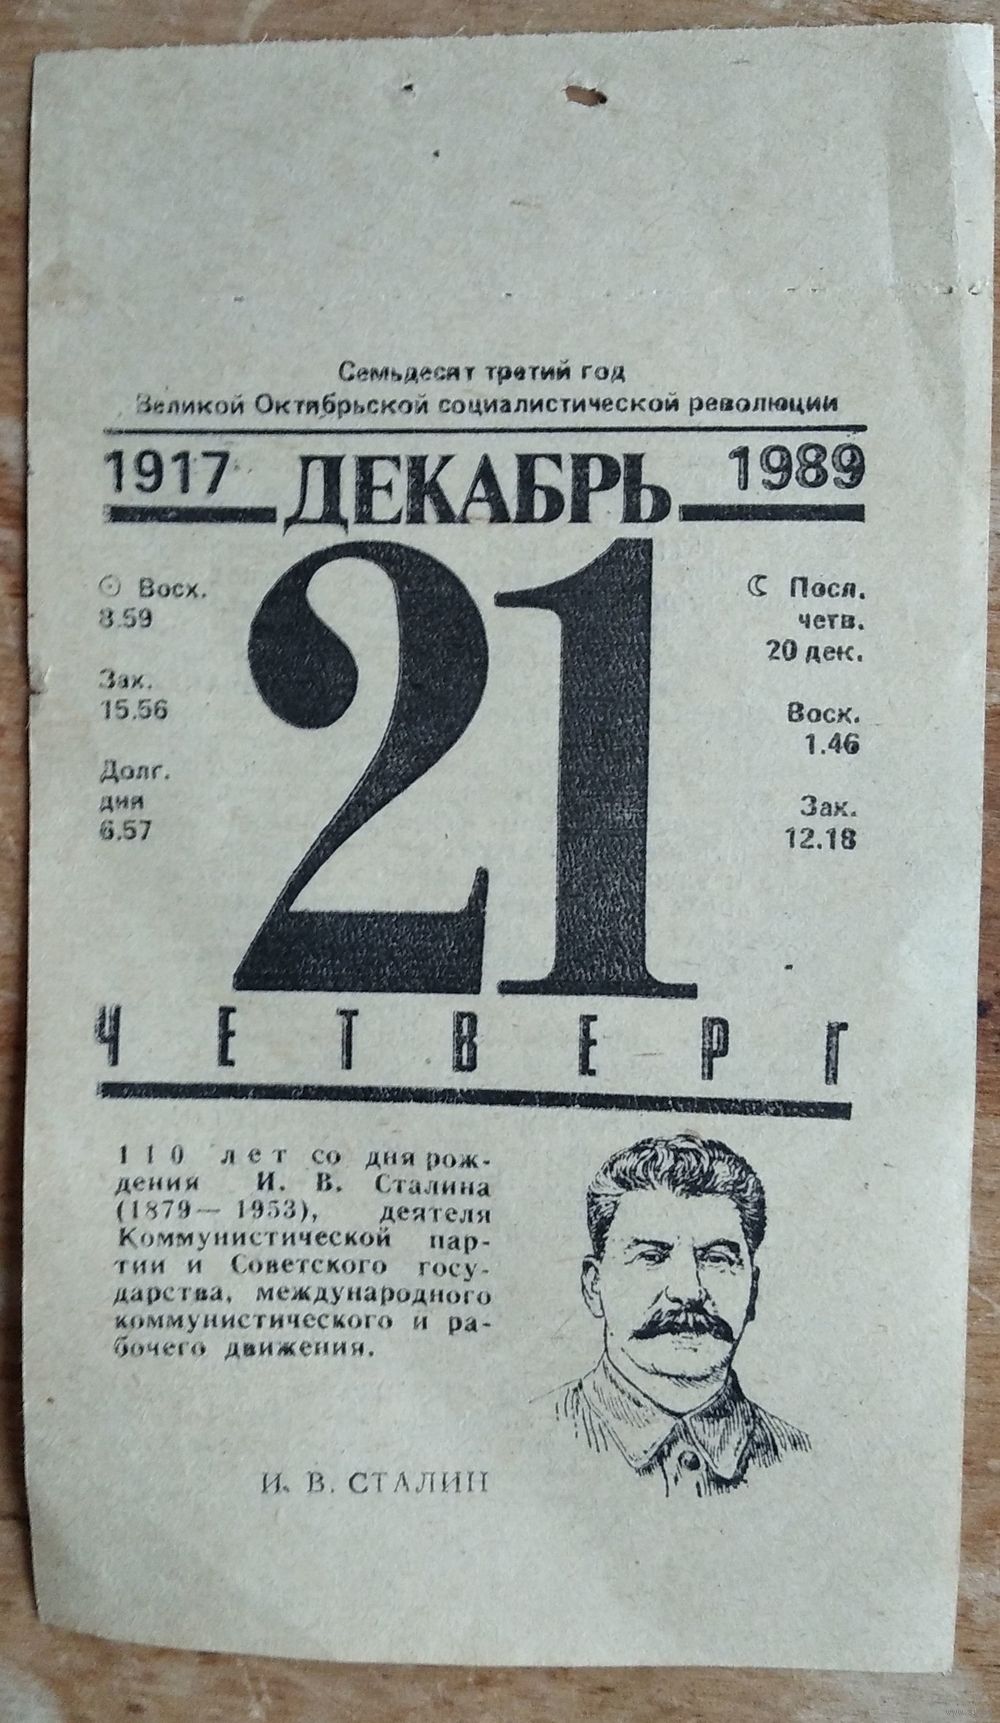 Семьдесят третий год
Великой Октябрьской социалистической революции
1917 ДЕКАБРЬ 1989
21
Восх.
8.59
Зах.
15.56
Долг.
дня
6.57
Посл.
четв.
20 дек.
Восх.
1.46
Зах.
12.18
ЧЕТВЕРГ
110 лет со дня рож-
дения И. В. Сталина
(1879— 1953), деятеля
Коммунистической пар-
тии и Советского госу-
дарства, международного
коммунистического и ра-
бочего движения.
И. В. СТАЛИН